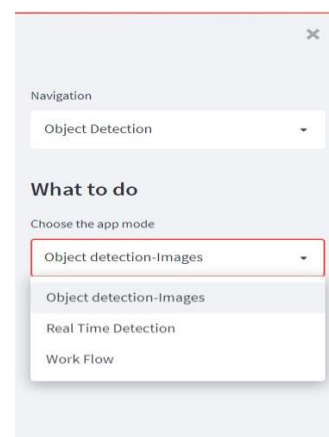 Navigation
Object Detection
What to do
Choose the app mode
Object detection-Images
Object detection-Images
Real Time Detection
Work Flow